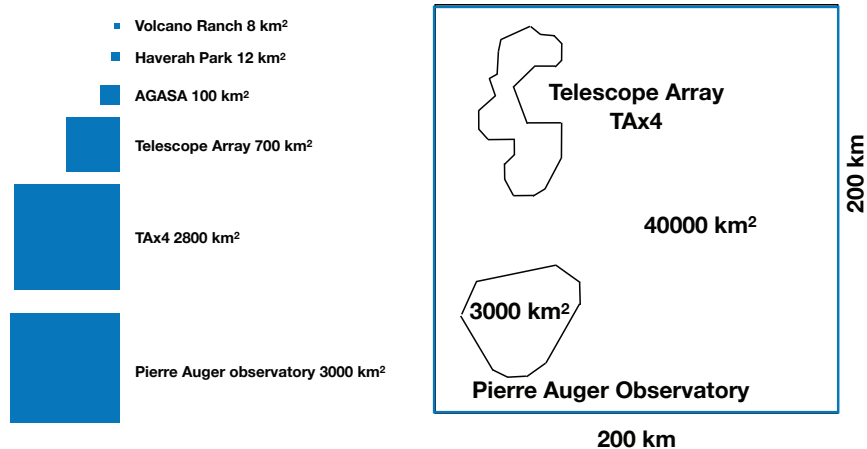 Volcano Ranch 8 km²
Haverah Park 12 km²
AGASA 100 km²
Telescope Array 700 km²
TAx4 2800 km²
Pierre Auger observatory 3000 km²
Telescope Array
TAx4
40000 km²
3000 km²
Pierre Auger Observatory
200 km
200 km